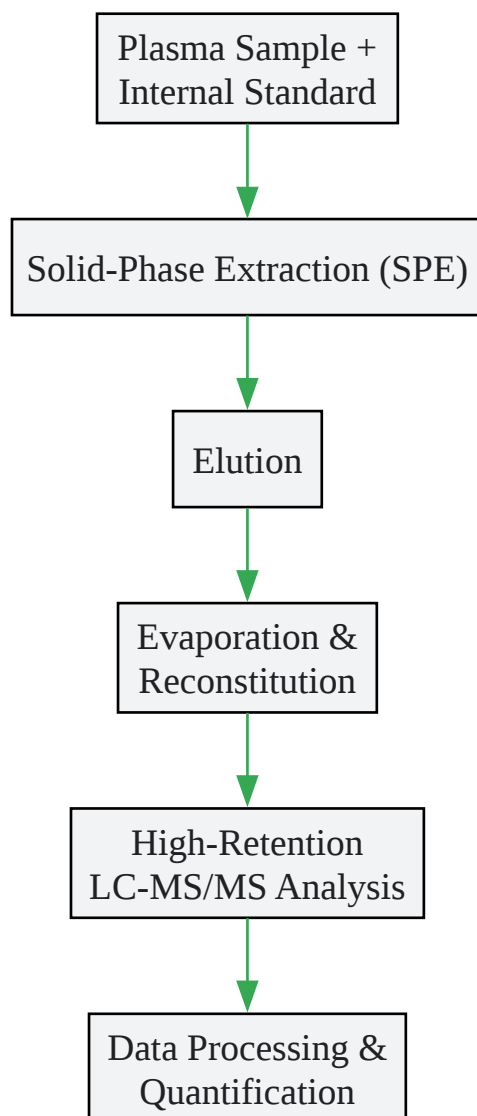 Plasma Sample +
Internal Standard
Solid-Phase Extraction (SPE)
Elution
Evaporation &
Reconstitution
High-Retention
LC-MS/MS Analysis
Data Processing &
Quantification